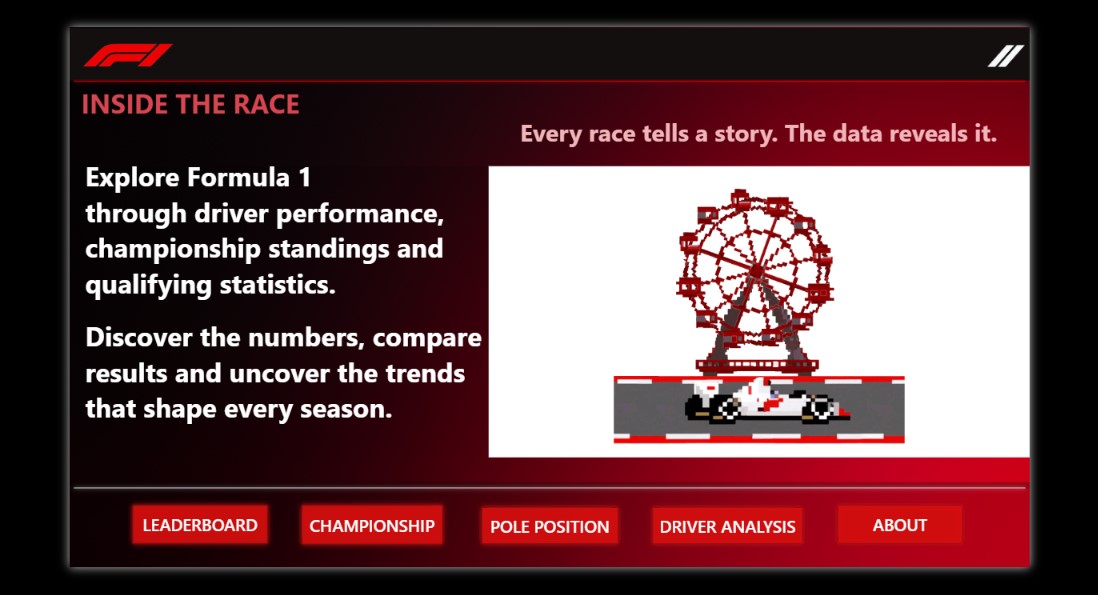 F1
INSIDE THE RACE
Every race tells a story. The data reveals it.
Explore Formula 1
through driver performance,
championship standings and
qualifying statistics.
Discover the numbers, compare
results and uncover the trends
that shape every season.
LEADERBOARD
CHAMPIONSHIP
POLE POSITION
DRIVER ANALYSIS
ABOUT